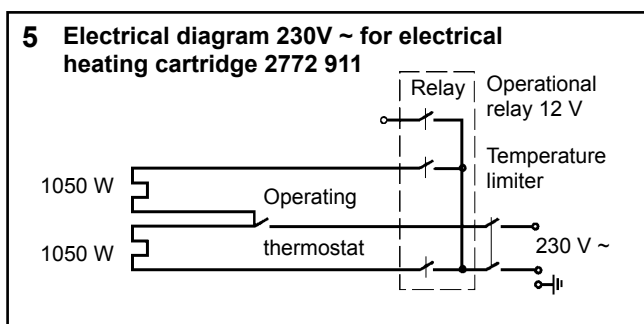 5 Electrical diagram 230V ~ for electrical
heating cartridge 2772 911
Relay
Operational
relay 12 V
Temperature
limiter
1050 W
Operating
thermostat
1050 W
230 V ~